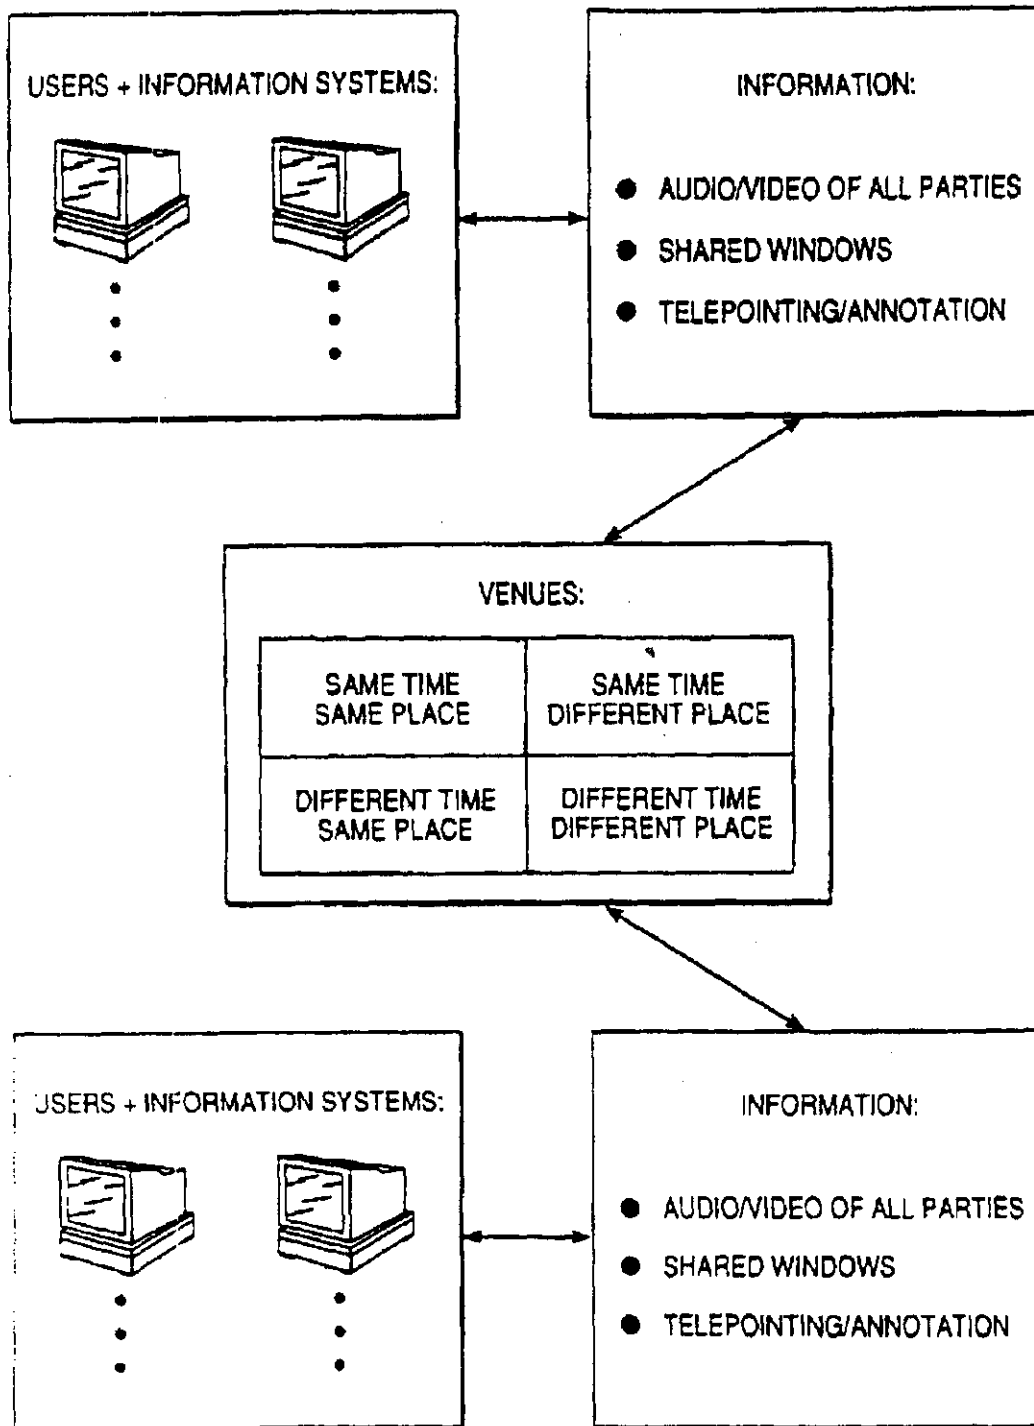 USERS + INFORMATION SYSTEMS:
INFORMATION:
● AUDIO/VIDEO OF ALL PARTIES
● SHARED WINDOWS
● TELEPOINTING/ANNOTATION
VENUES:
SAME TIME
SAME PLACE
SAME TIME
DIFFERENT PLACE
DIFFERENT TIME
SAME PLACE
DIFFERENT TIME
DIFFERENT PLACE
USERS + INFORMATION SYSTEMS:
INFORMATION:
● AUDIO/VIDEO OF ALL PARTIES
● SHARED WINDOWS
● TELEPOINTING/ANNOTATION